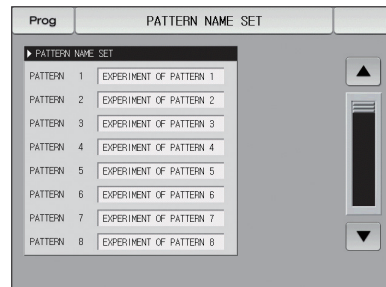 Prog PATTERN NAME SET
▶ PATTERN NAME SET
PATTERN 1 EXPERIMENT OF PATTERN 1
PATTERN 2 EXPERIMENT OF PATTERN 2
PATTERN 3 EXPERIMENT OF PATTERN 3
PATTERN 4 EXPERIMENT OF PATTERN 4
PATTERN 5 EXPERIMENT OF PATTERN 5
PATTERN 6 EXPERIMENT OF PATTERN 6
PATTERN 7 EXPERIMENT OF PATTERN 7
PATTERN 8 EXPERIMENT OF PATTERN 8